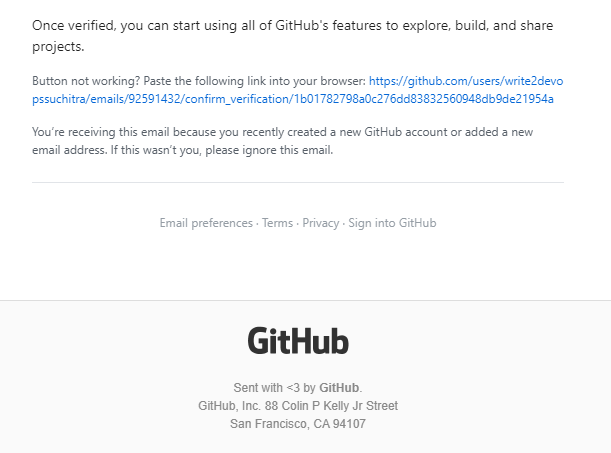 Once verified, you can start using all of GitHub's features to explore, build, and share
projects.
Button not working? Paste the following link into your browser: https://github.com/users/write2devo
pssuchitra/emails/92591432/confirm_verification/1b01782798a0c276dd83832560948db9de21954a
You're receiving this email because you recently created a new GitHub account or added a new
email address. If this wasn't you, please ignore this email.
Email preferences · Terms · Privacy · Sign into GitHub
GitHub
Sent with <3 by GitHub.
GitHub, Inc. 88 Colin P Kelly Jr Street
San Francisco, CA 94107